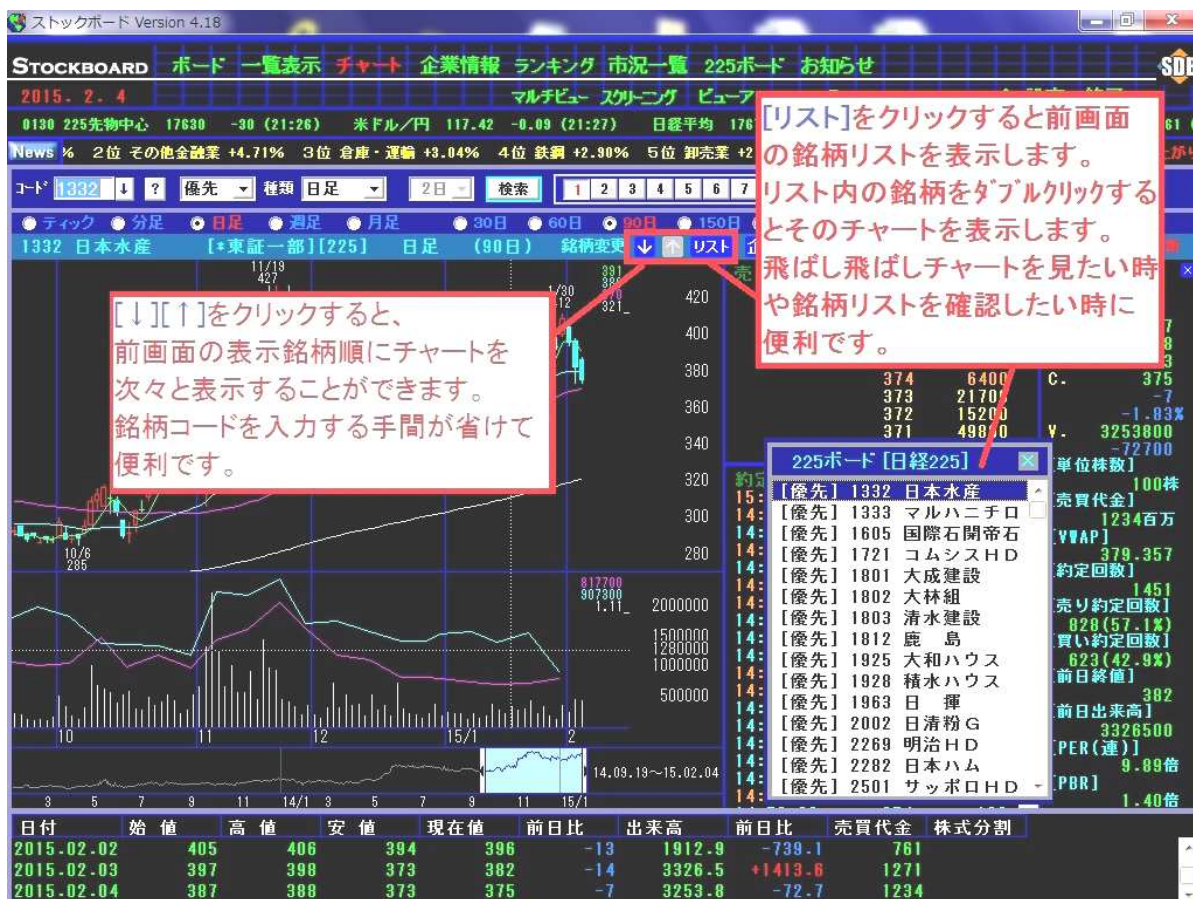 ストックボード Version 4.18
STOCKBOARD ボード 一覧表示 チャート 企業情報 ランキング 市況一覧 225ボード お知らせ SDB
2015. 2. 4 マルチビュー スクリーニング
0130 225先物中心 17630 -30 (21:26) 米ドル/円 117.42 -0.09 (21:27) 日経平均
News % 2位 その他金融業 +4.71% 3位 倉庫・運輸 +3.04% 4位 鉄鋼 +2.90% 5位 卸売業
コード 1332 ↓ ? 優先 種類 日足 2日 検索 1 2 3 4 5 6 7
ティック 分足 日足 週足 月足 30日 60日 90日 150日
1332 日本水産 [*東証一部][225] 日足 (90日) 銘柄変更 ↓ ↑ リスト
[リスト]をクリックすると前画面
の銘柄リストを表示します。
リスト内の銘柄をダブルクリックする
とそのチャートを表示します。
飛ばし飛ばしチャートを見たい時
や銘柄リストを確認したい時に
便利です。
[↓][↑]をクリックすると、
前画面の表示銘柄順にチャートを
次々と表示することができます。
銘柄コードを入力する手間が省けて
便利です。
11/19
427
1/30
391
321
420
400
380
360
340
320
300
280
10/6
285
817700
907300
1.11
2000000
1500000
1280000
1000000
500000
10 11 12 15/1 2
14.09.19~15.02.04
3 5 7 9 11 14/1 3 5 7 9 11 15/1
374 6400
373 21700
372 15200
371
C. 375
-7
-1.83%
V. 3253800
-72700
[単位株数]
100株
[売買代金]
1234百万
[VWAP]
379.357
[約定回数]
1451
[売り約定回数]
828(57.1%)
[買い約定回数]
623(42.9%)
[前日終値]
382
[前日出来高]
3326500
[PER(連)]
9.89倍
[PBR]
1.40倍
225ボード [日経225]
[優先] 1332 日本水産
[優先] 1333 マルハニチロ
[優先] 1605 国際石開帝石
[優先] 1721 コムシスHD
[優先] 1801 大成建設
[優先] 1802 大林組
[優先] 1803 清水建設
[優先] 1812 鹿 島
[優先] 1925 大和ハウス
[優先] 1928 積水ハウス
[優先] 1963 日 揮
[優先] 2002 日清粉G
[優先] 2269 明治HD
[優先] 2282 日本ハム
[優先] 2501 サッポロHD
日付 始 値 高 値 安 値 現在値 前日比 出来高 前日比 売買代金 株式分割
2015.02.02 405 406 394 396 -13 1912.9 -739.1 761
2015.02.03 397 398 373 382 -14 3326.5 +1413.6 1271
2015.02.04 387 388 373 375 -7 3253.8 -72.7 1234